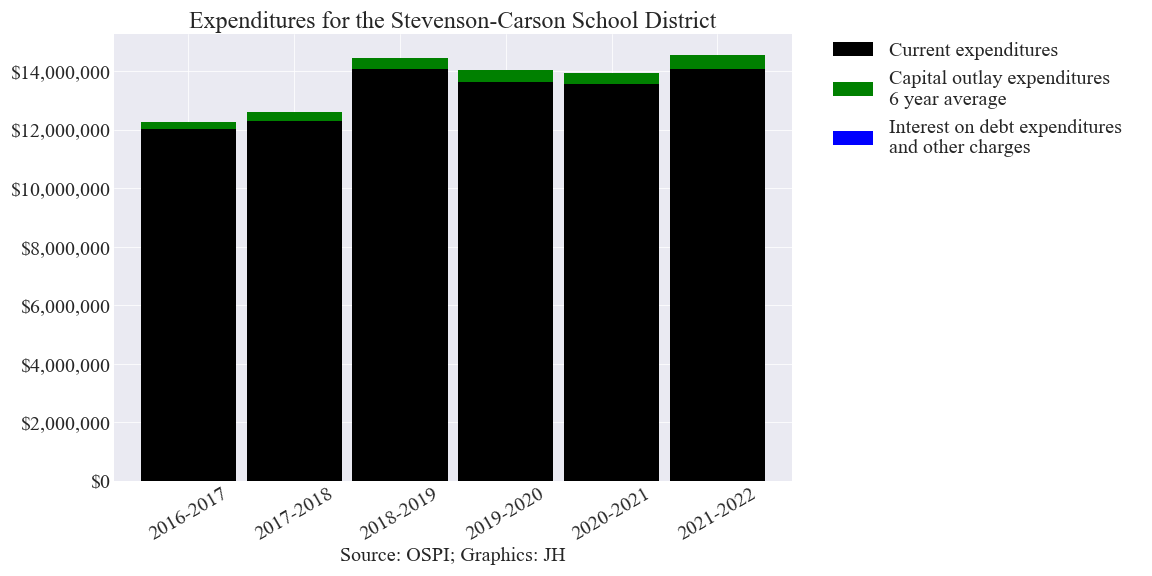 Expenditures for the Stevenson-Carson School District
$14,000,000
$12,000,000
$10,000,000
$8,000,000
$6,000,000
$4,000,000
$2,000,000
$0
2016-2017
2017-2018
2018-2019
2019-2020
2020-2021
2021-2022
Source: OSPI; Graphics: JH
Current expenditures
Capital outlay expenditures
6 year average
Interest on debt expenditures
and other charges